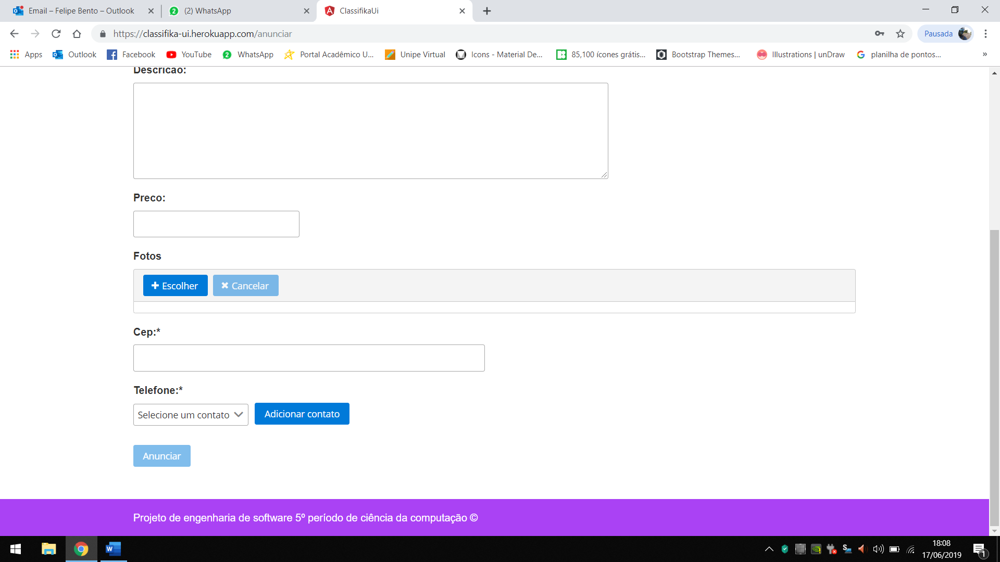 Email – Felipe Bento – Outlook
(2) WhatsApp
ClassifikaUi
https://classifika-ui.herokuapp.com/anunciar
Pausada
Apps
Outlook
Facebook
YouTube
WhatsApp
Portal Acadêmico U...
Unipe Virtual
Icons - Material De...
85,100 ícones grátis...
Bootstrap Themes...
Illustrations | unDraw
planilha de pontos...
»
Descricao:
Preco:
Fotos
Escolher
Cancelar
Cep:*
Telefone:*
Selecione um contato
Adicionar contato
Anunciar
Projeto de engenharia de software 5º período de ciência da computação ©
18:08
17/06/2019
1